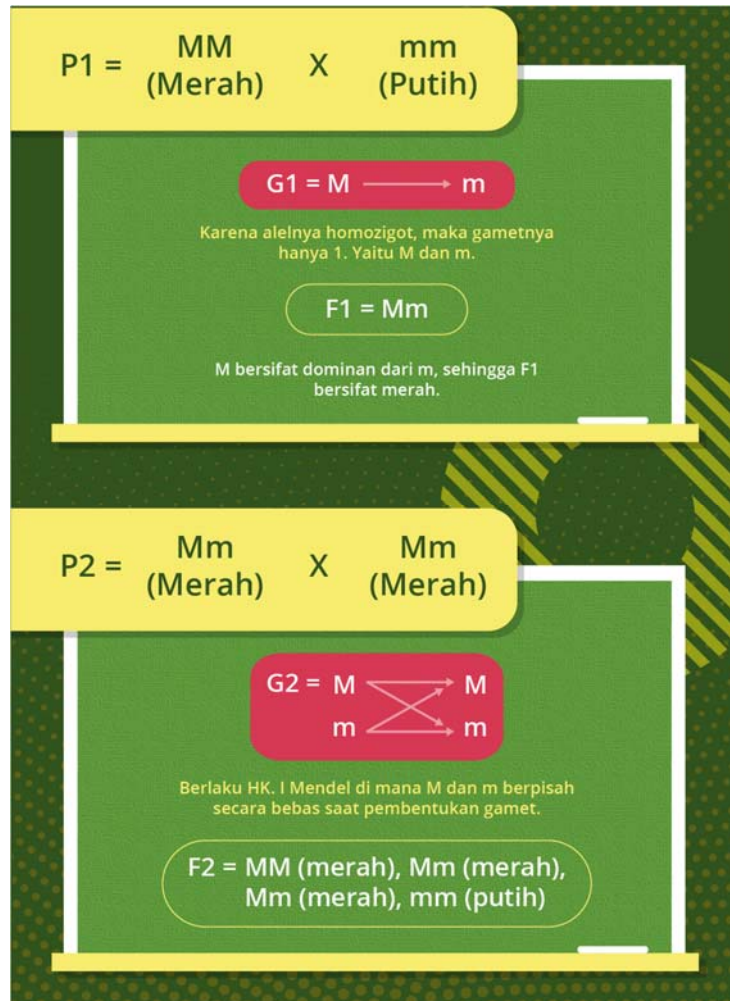 P1 = MM X mm
(Merah) (Putih)
G1 = M → m
Karena alelnya homozigot, maka gametnya
hanya 1. Yaitu M dan m.
F1 = Mm
M bersifat dominan dari m, sehingga F1
bersifat merah.
P2 = Mm X Mm
(Merah) (Merah)
G2 = M M
m m
Berlaku HK. I Mendel di mana M dan m berpisah
secara bebas saat pembentukan gamet.
F2 = MM (merah), Mm (merah),
Mm (merah), mm (putih)